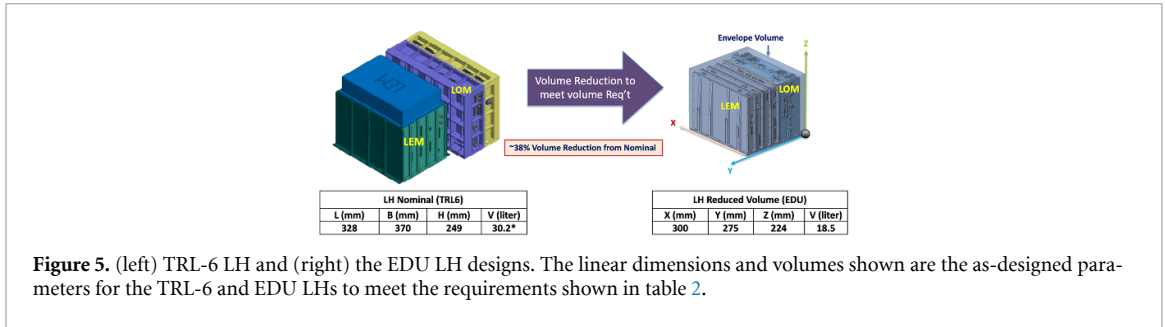 Envelope Volume
Z
LOM
LEM
Volume Reduction to
meet volume Req't
LOM
LEM
X
Y
~38% Volume Reduction from Nominal
LH Nominal (TRL6)
L (mm) B (mm) H (mm) V (liter)
328 370 249 30.2*
LH Reduced Volume (EDU)
X (mm) Y (mm) Z (mm) V (liter)
300 275 224 18.5
Figure 5. (left) TRL-6 LH and (right) the EDU LH designs. The linear dimensions and volumes shown are the as-designed para-
meters for the TRL-6 and EDU LHs to meet the requirements shown in table 2.